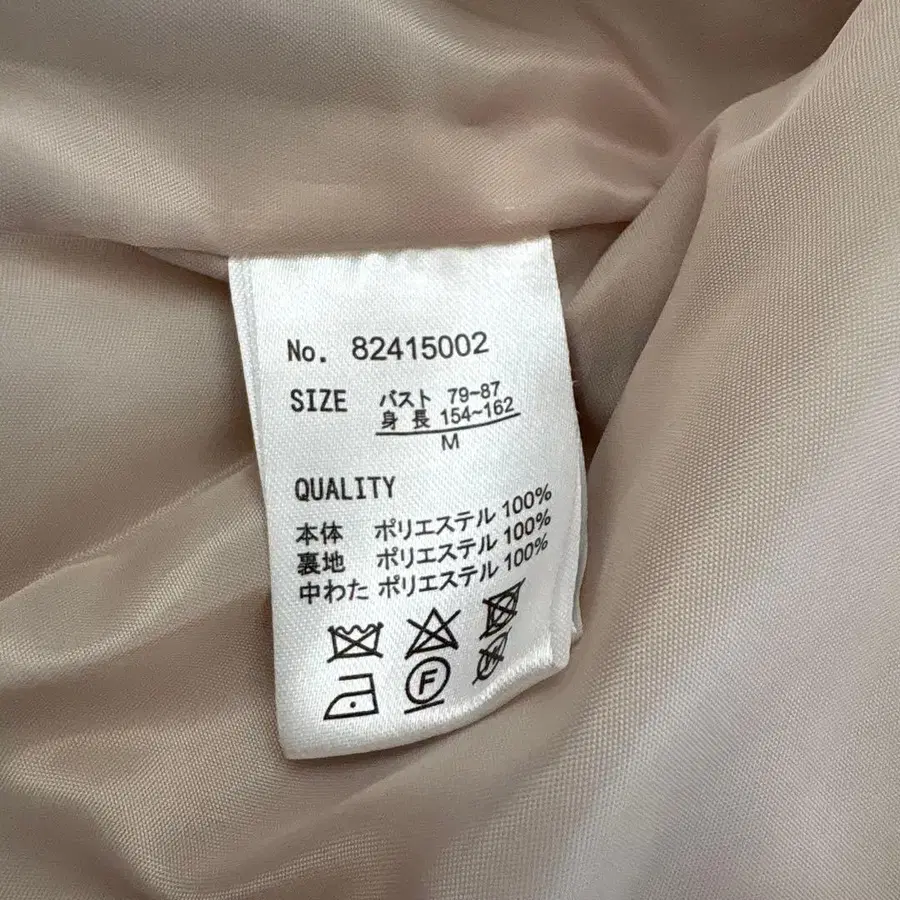 No. 82415002
SIZE バスト 79~87
身長 154~162
M
QUALITY
本体 ポリエステル 100%
裏地 ポリエステル 100%
中わた ポリエステル 100%
F
W